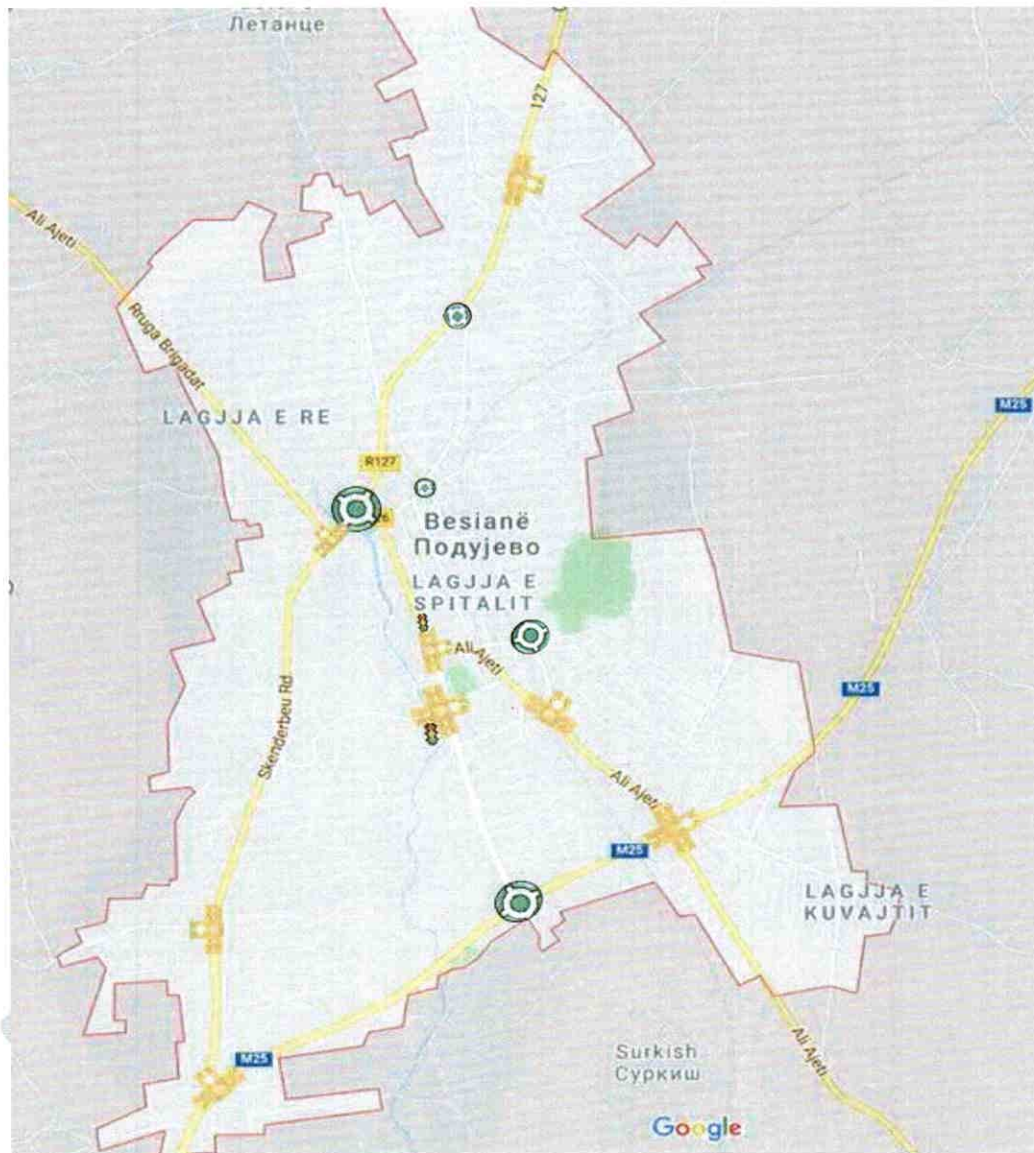 Летанце
127
Ali Ajeti
Rruga Brigadat
LAGJJA E RE
M25
R127
Besianë
Подујево
LAGJJA E
SPITALIT
Ali Ajeti
M25
Skenderbeu Rd
Ali Ajeti
M25
LAGJJA E
KUVAJTIT
M25
Ali Ajeti
Surkish
Суркиш
Google